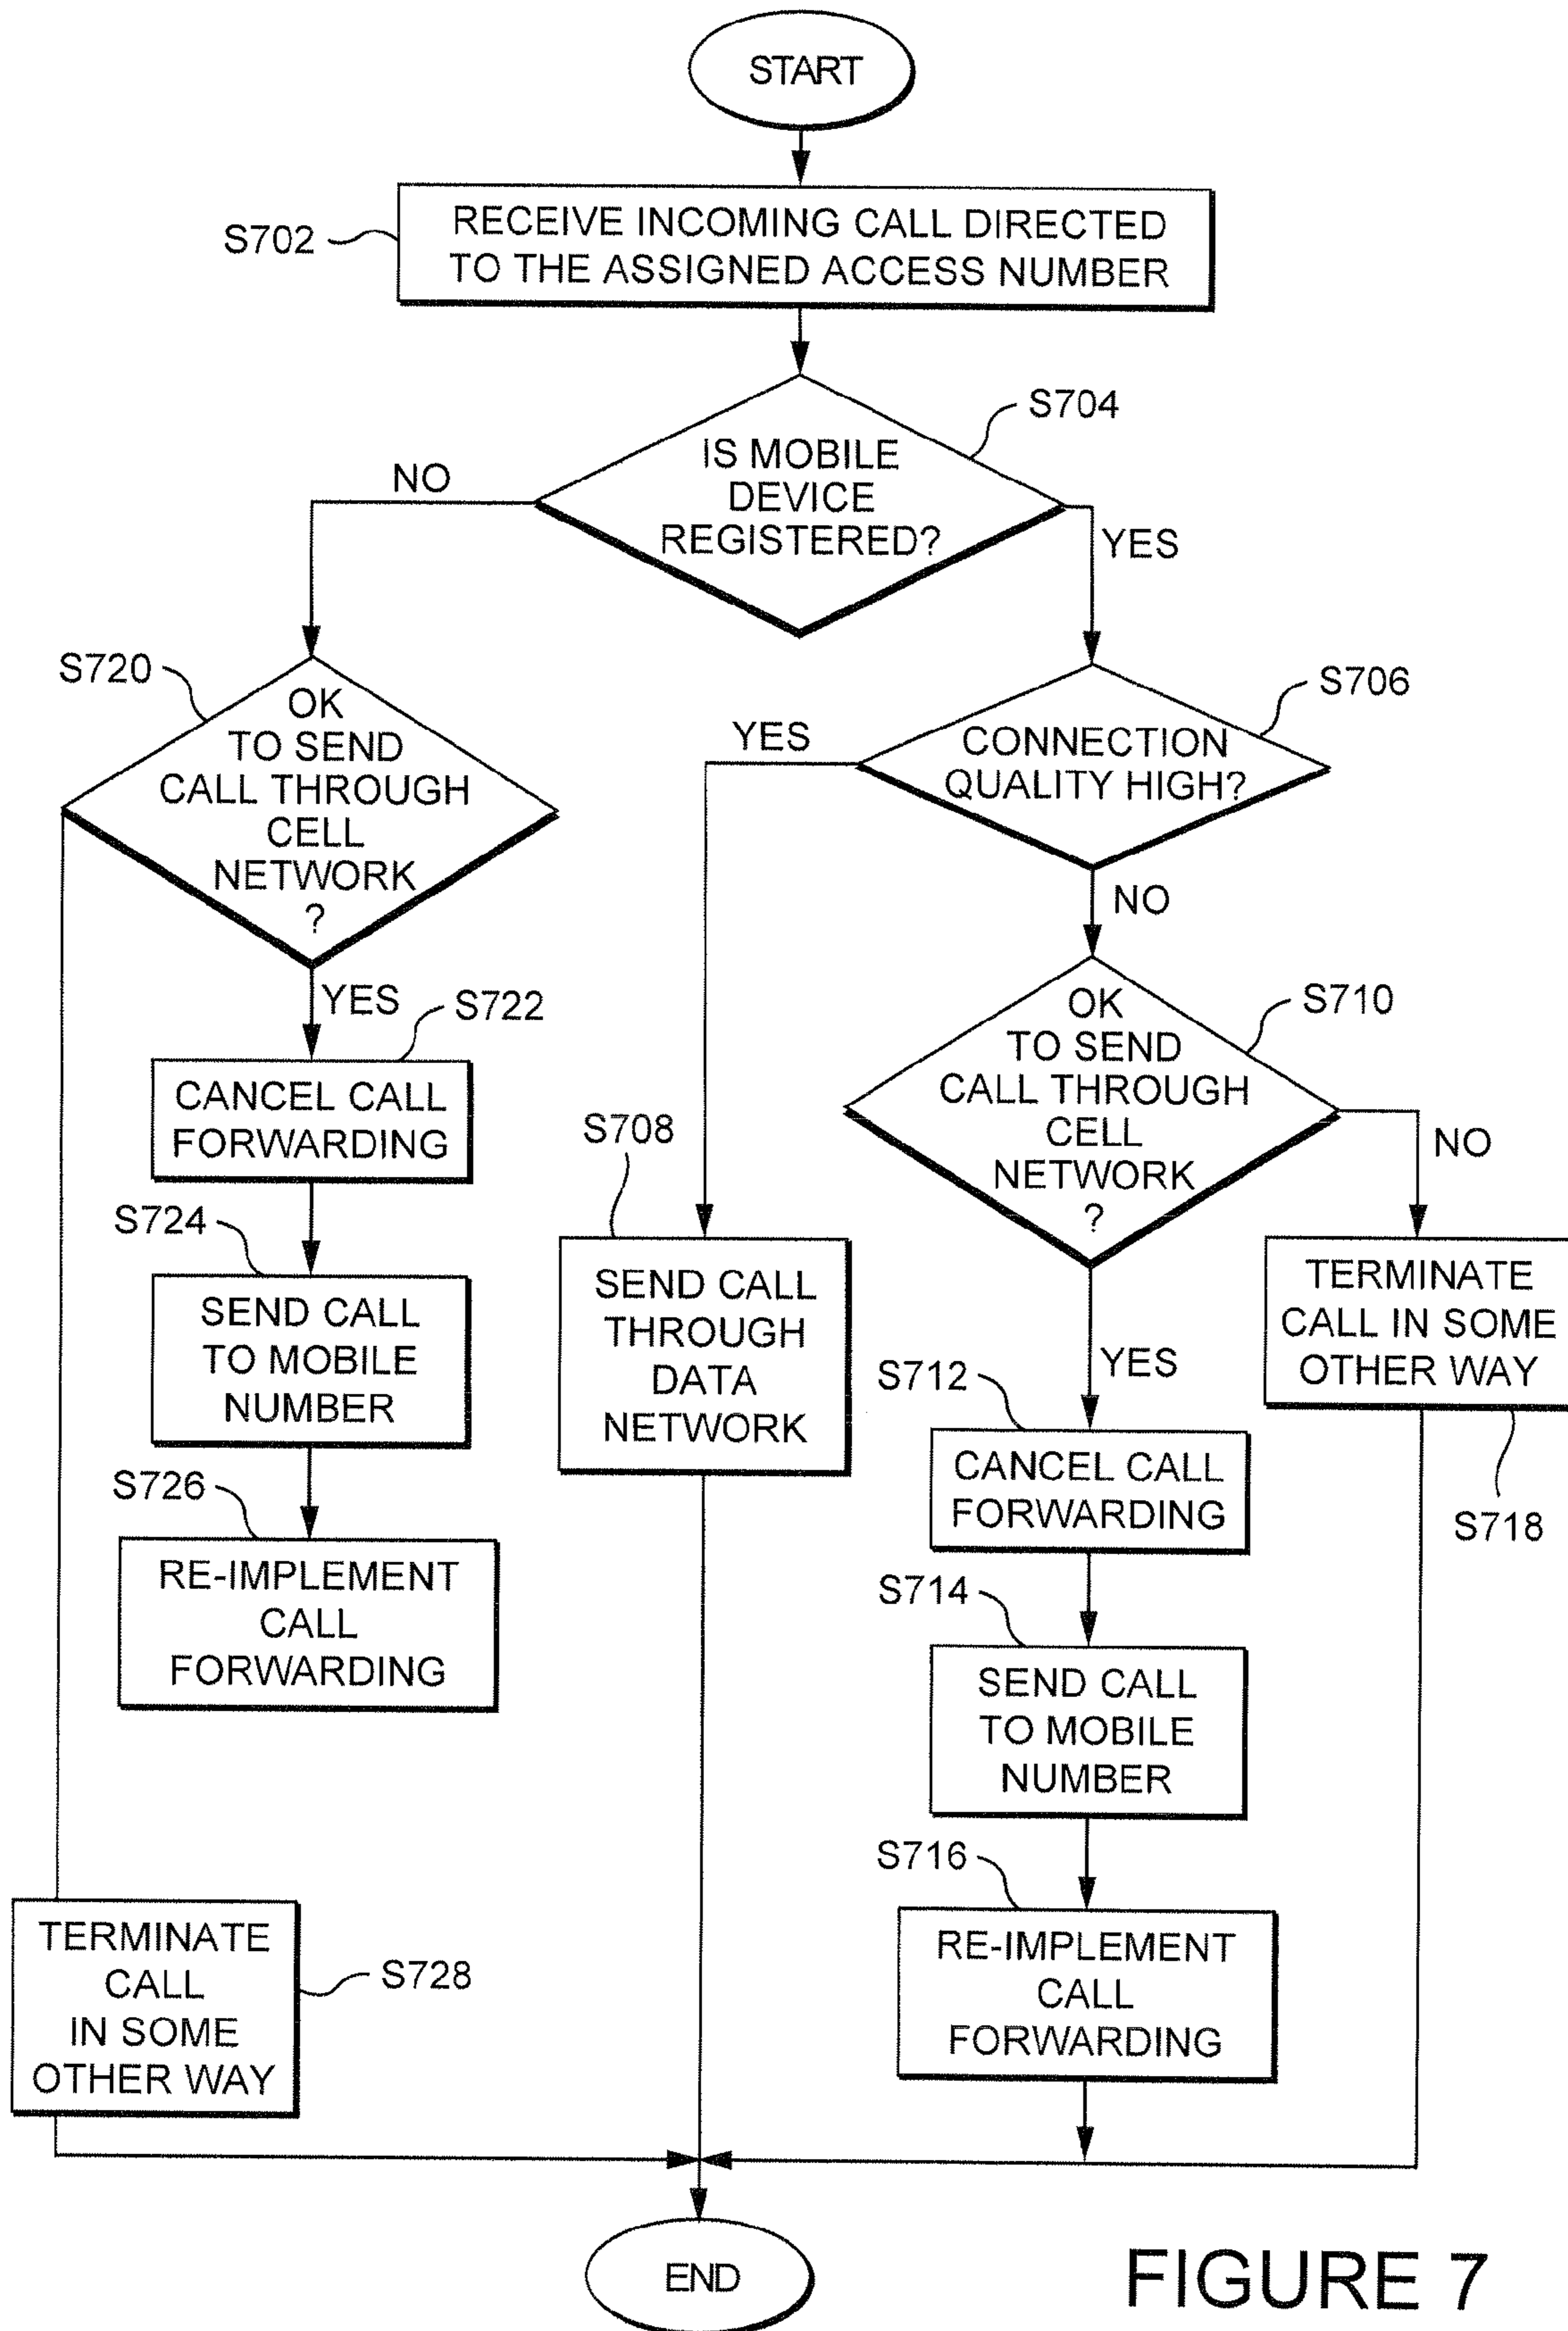 START
S702
RECEIVE INCOMING CALL DIRECTED
TO THE ASSIGNED ACCESS NUMBER
S704
IS MOBILE
DEVICE
REGISTERED?
NO
YES
S720
OK
TO SEND
CALL THROUGH
CELL
NETWORK
?
YES
S706
CONNECTION
QUALITY HIGH?
YES
NO
S722
CANCEL CALL
FORWARDING
S724
SEND CALL
TO MOBILE
NUMBER
S726
RE-IMPLEMENT
CALL
FORWARDING
S708
SEND CALL
THROUGH
DATA
NETWORK
S710
OK
TO SEND
CALL THROUGH
CELL
NETWORK
?
NO
YES
TERMINATE
CALL IN SOME
OTHER WAY
S718
S712
CANCEL CALL
FORWARDING
S714
SEND CALL
TO MOBILE
NUMBER
S716
RE-IMPLEMENT
CALL
FORWARDING
TERMINATE
CALL
IN SOME
OTHER WAY
S728
END
FIGURE 7